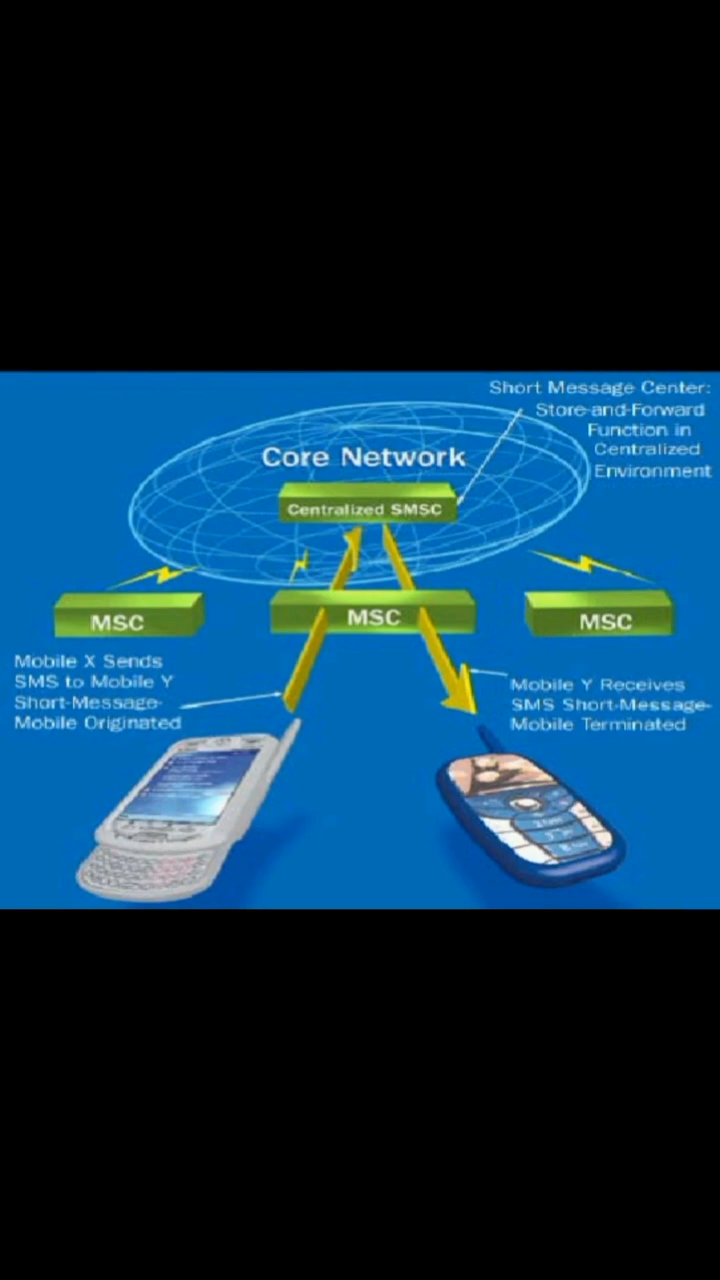 Short Message Center:
Store-and-Forward
Function in
Centralized
Environment
Core Network
Centralized SMSC
MSC
MSC
MSC
Mobile X Sends
SMS to Mobile Y
Short-Message-
Mobile Originated
Mobile Y Receives
SMS Short-Message-
Mobile Terminated